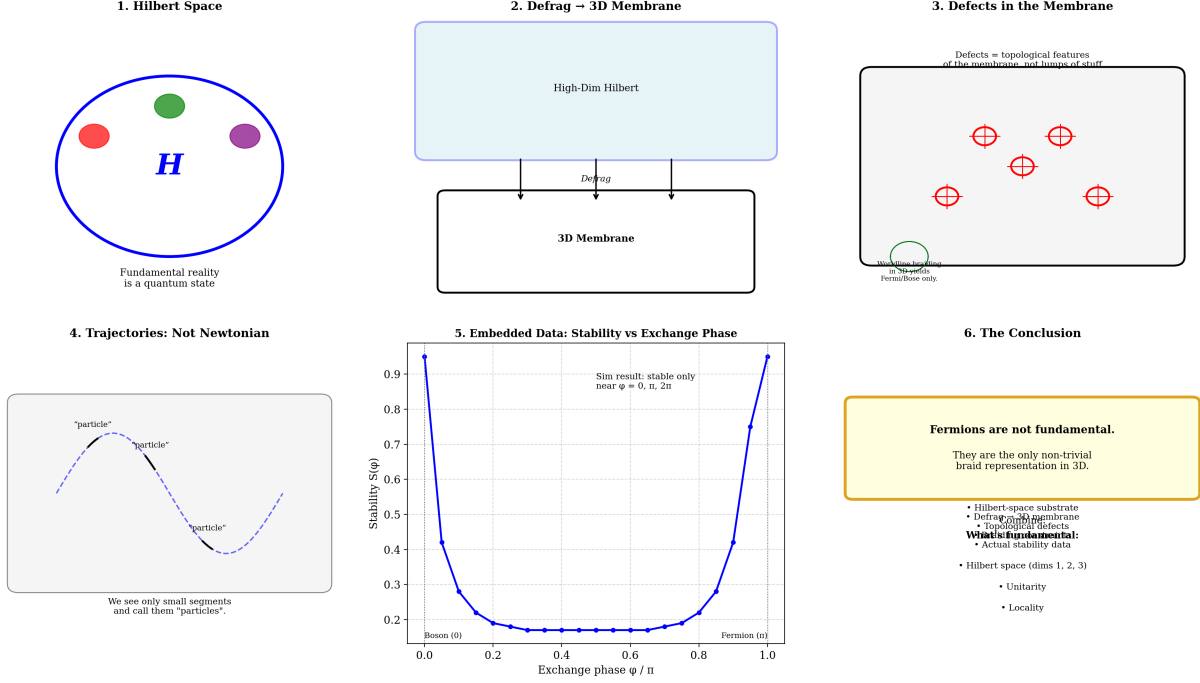 1. Hilbert Space
H
Fundamental reality
is a quantum state
2. Defrag → 3D Membrane
High-Dim Hilbert
Defrag
3D Membrane
3. Defects in the Membrane
Defects = topological features
of the membrane, not lumps of stuff
Worldline braiding
in 3D yields
Fermi/Bose only.
4. Trajectories: Not Newtonian
"particle"
"particle"
"particle"
We see only small segments
and call them "particles".
5. Embedded Data: Stability vs Exchange Phase
Stability S(φ)
0.9
0.8
0.7
0.6
0.5
0.4
0.3
0.2
Sim result: stable only
near φ = 0, π, 2π
Boson (0)
Fermion (π)
0.0 0.2 0.4 0.6 0.8 1.0
Exchange phase φ / π
6. The Conclusion
Fermions are not fundamental.
They are the only non-trivial
braid representation in 3D.
• Hilbert-space substrate
• Defrag → 3D membrane
Combine:
• Topological defects
What's fundamental:
• Actual stability data
• Hilbert space (dims 1, 2, 3)
• Unitarity
• Locality